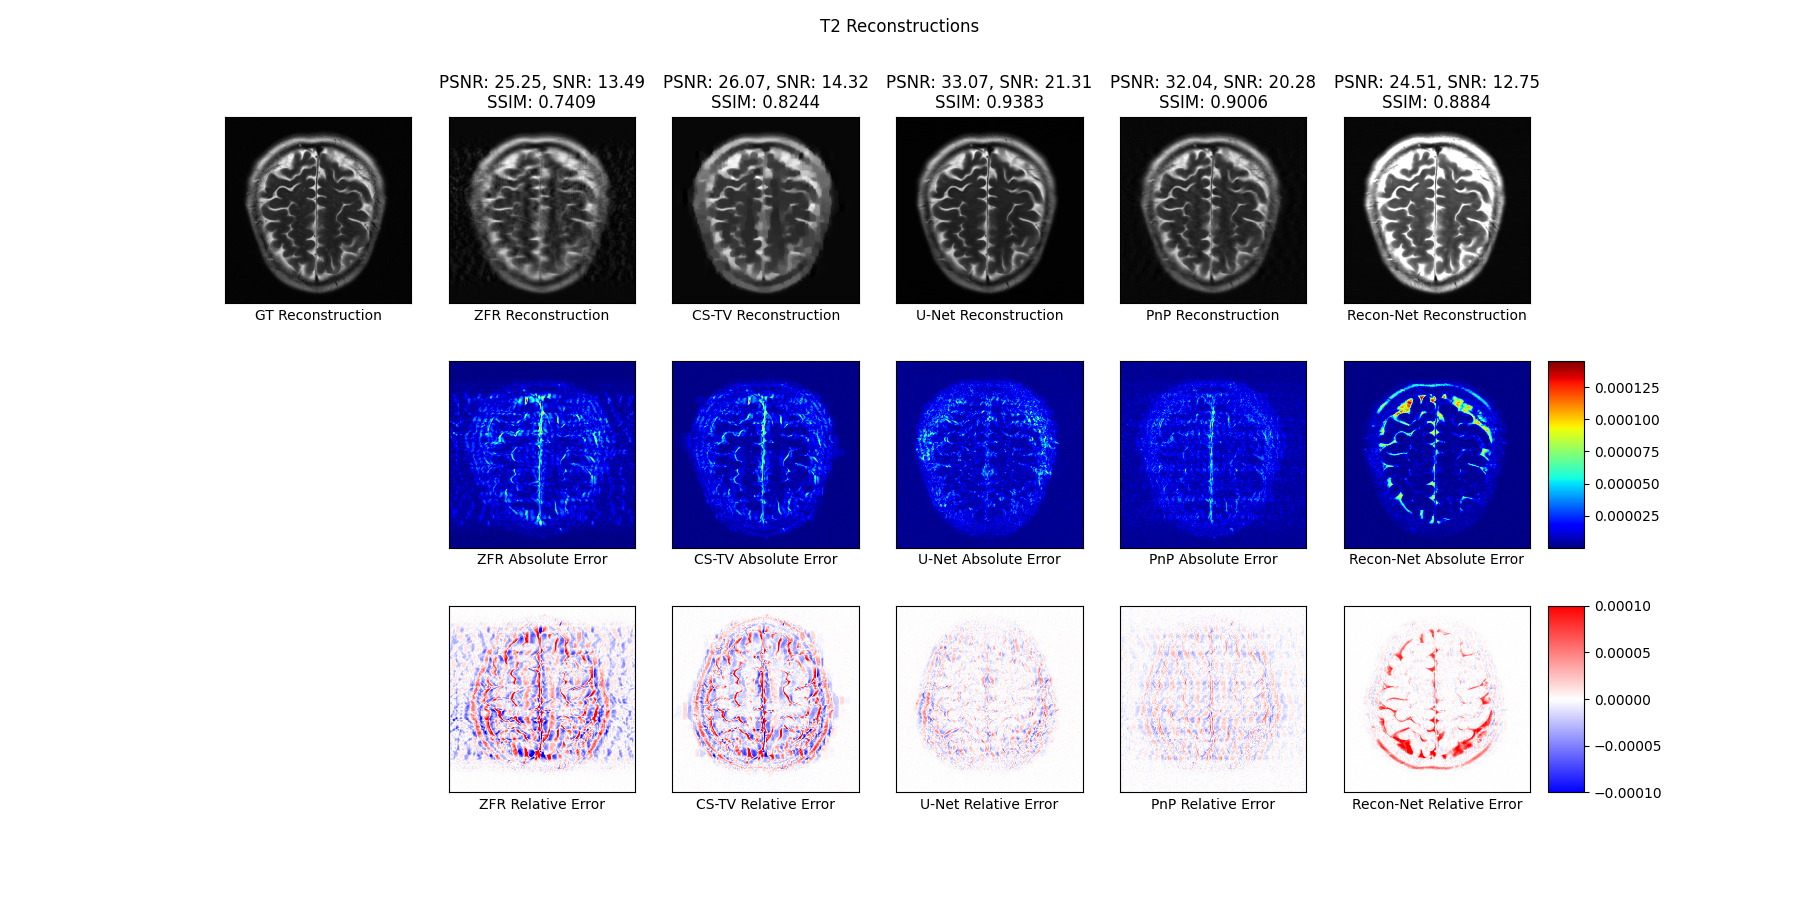 T2 Reconstructions
PSNR: 25.25, SNR: 13.49
SSIM: 0.7409
PSNR: 26.07, SNR: 14.32
SSIM: 0.8244
PSNR: 33.07, SNR: 21.31
SSIM: 0.9383
PSNR: 32.04, SNR: 20.28
SSIM: 0.9006
PSNR: 24.51, SNR: 12.75
SSIM: 0.8884
GT Reconstruction
ZFR Reconstruction
CS-TV Reconstruction
U-Net Reconstruction
PnP Reconstruction
Recon-Net Reconstruction
ZFR Absolute Error
CS-TV Absolute Error
U-Net Absolute Error
PnP Absolute Error
Recon-Net Absolute Error
0.000125
0.000100
0.000075
0.000050
0.000025
ZFR Relative Error
CS-TV Relative Error
U-Net Relative Error
PnP Relative Error
Recon-Net Relative Error
0.00010
0.00005
0.00000
−0.00005
−0.00010